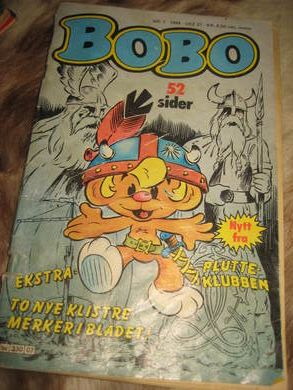 BOBO
52
sider
Nytt
fra
EKSTRA:
PLUTTE-
KLUBBEN
TO NYE KLISTRE
MERKER I BLADET!